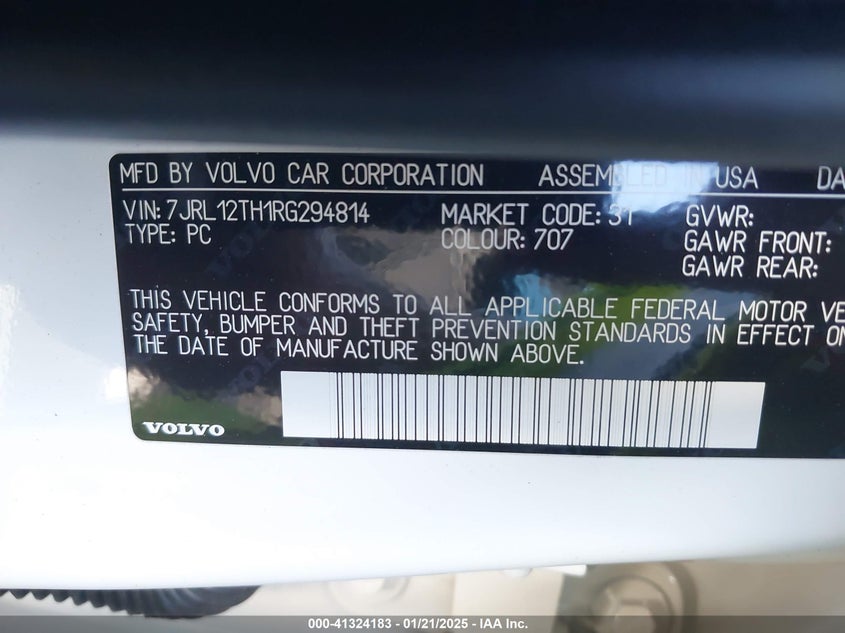 MFD BY VOLVO CAR CORPORATION ASSEMBLED IN USA DA
VIN: 7JRL12TH1RG294814 MARKET CODE: 31 GVWR:
TYPE: PC COLOUR: 707 GAWR FRONT:
GAWR REAR:
THIS VEHICLE CONFORMS TO ALL APPLICABLE FEDERAL MOTOR VE
SAFETY, BUMPER AND THEFT PREVENTION STANDARDS IN EFFECT ON
THE DATE OF MANUFACTURE SHOWN ABOVE.
VOLVO
000-41324183 - 01/21/2025 - © IAA Inc.